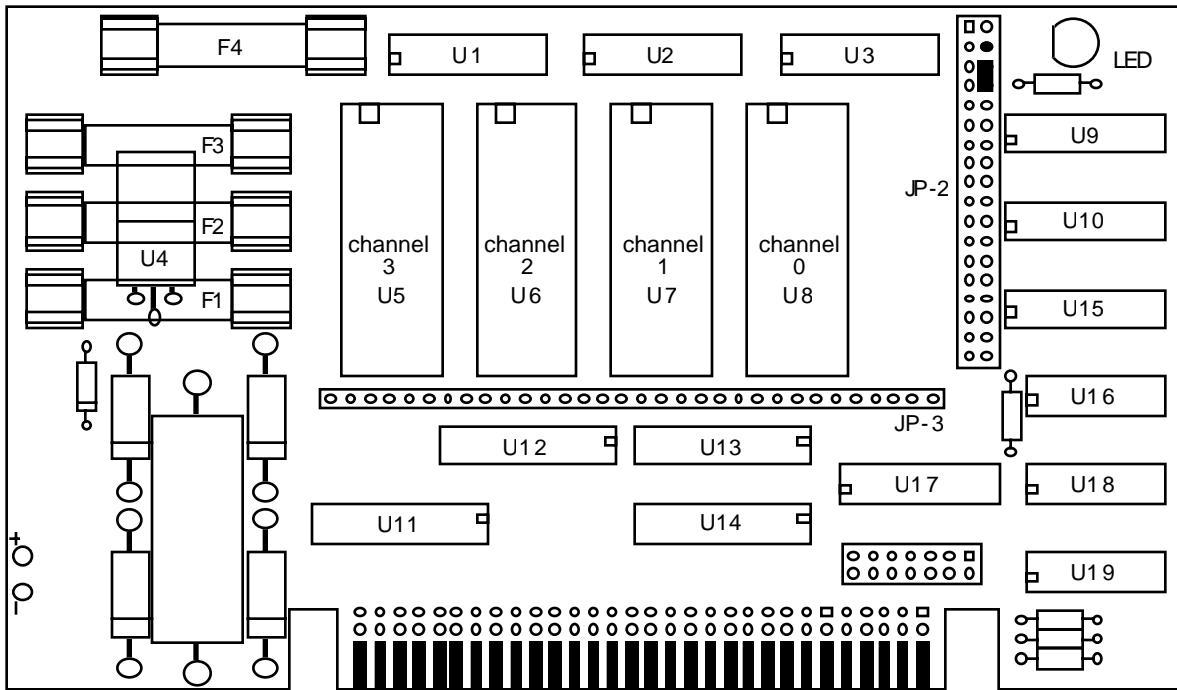 F4
U1
U2
U3
LED
F3
U9
JP-2
F2
U10
U4
channel
3
U5
channel
2
U6
channel
1
U7
channel
0
U8
F1
U15
U16
JP-3
U12
U13
U17
U18
U11
U14
+
-
U19